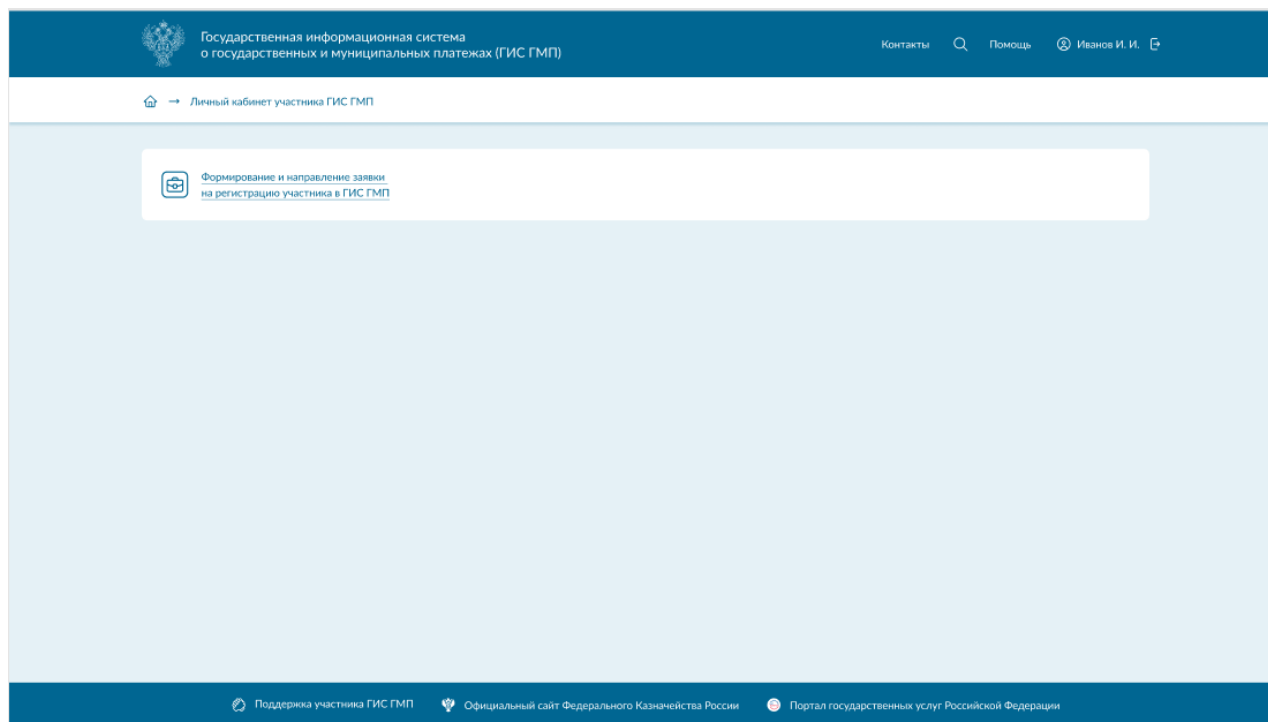 Государственная информационная система
о государственных и муниципальных платежах (ГИС ГМП)
Контакты
Помощь
Иванов И. И.
Личный кабинет участника ГИС ГМП
Формирование и направление заявки
на регистрацию участника в ГИС ГМП
Поддержка участника ГИС ГМП
Официальный сайт Федерального Казначейства России
Портал государственных услуг Российской Федерации